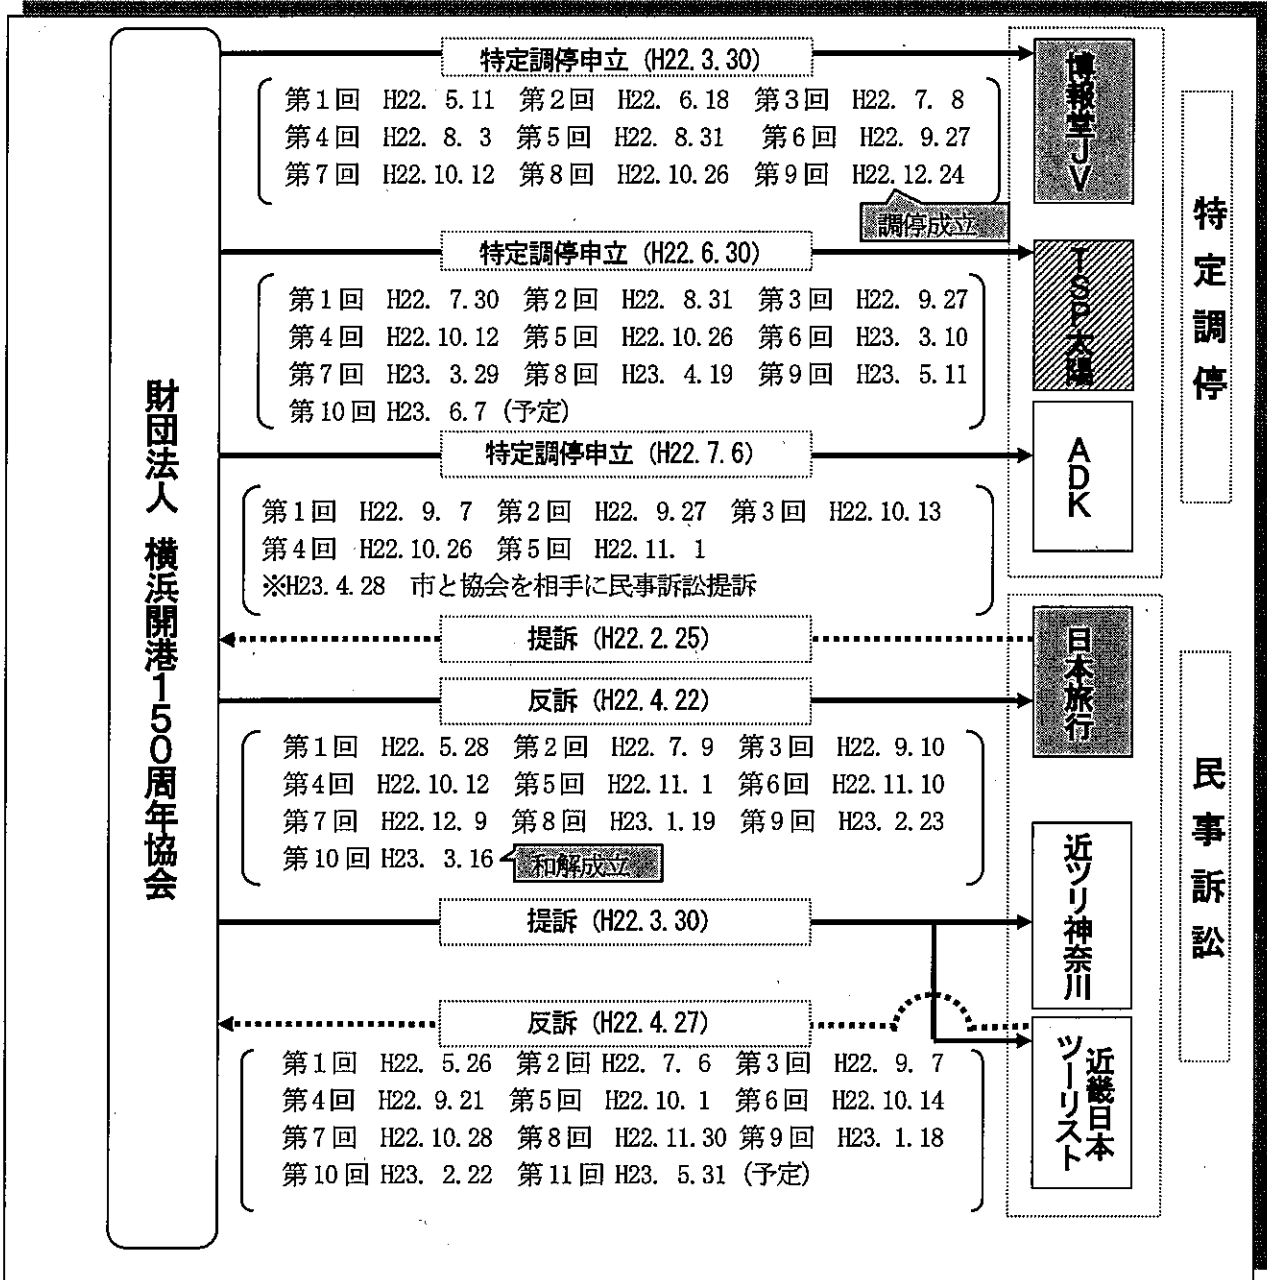 財団法人 横浜開港150周年協会
特定調停申立 (H22.3.30)
第1回 H22. 5.11 第2回 H22. 6.18 第3回 H22. 7. 8
第4回 H22. 8. 3 第5回 H22. 8.31 第6回 H22. 9.27
第7回 H22.10.12 第8回 H22.10.26 第9回 H22.12.24
調停成立
博報堂JV
特定調停申立 (H22.6.30)
第1回 H22. 7.30 第2回 H22. 8.31 第3回 H22. 9.27
第4回 H22.10.12 第5回 H22.10.26 第6回 H23. 3.10
第7回 H23. 3.29 第8回 H23. 4.19 第9回 H23. 5.11
第10回 H23. 6.7 (予定)
TSP太陽
特定調停申立 (H22.7.6)
第1回 H22. 9. 7 第2回 H22. 9.27 第3回 H22.10.13
第4回 H22.10.26 第5回 H22.11. 1
※H23.4.28 市と協会を相手に民事訴訟提訴
ADK
特定調停
提訴 (H22.2.25)
反訴 (H22.4.22)
第1回 H22. 5.28 第2回 H22. 7. 9 第3回 H22. 9.10
第4回 H22.10.12 第5回 H22.11. 1 第6回 H22.11.10
第7回 H22.12. 9 第8回 H23. 1.19 第9回 H23. 2.23
第10回 H23. 3.16
和解成立
日本旅行
提訴 (H22.3.30)
近ツリ神奈川
反訴 (H22.4.27)
第1回 H22. 5.26 第2回 H22. 7. 6 第3回 H22. 9. 7
第4回 H22. 9.21 第5回 H22.10. 1 第6回 H22.10.14
第7回 H22.10.28 第8回 H22.11.30 第9回 H23. 1.18
第10回 H23. 2.22 第11回 H23. 5.31 (予定)
近畿日本
ツーリスト
民事訴訟